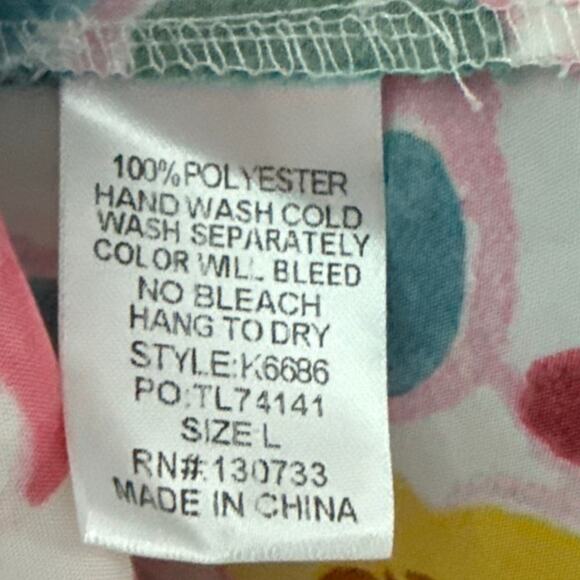 100% POLYESTER
HAND WASH COLD
WASH SEPARATELY
COLOR WILL BLEED
NO BLEACH
HANG TO DRY
STYLE:K6686
PO:TL74141
SIZE:L
RN#:130733
MADE IN CHINA